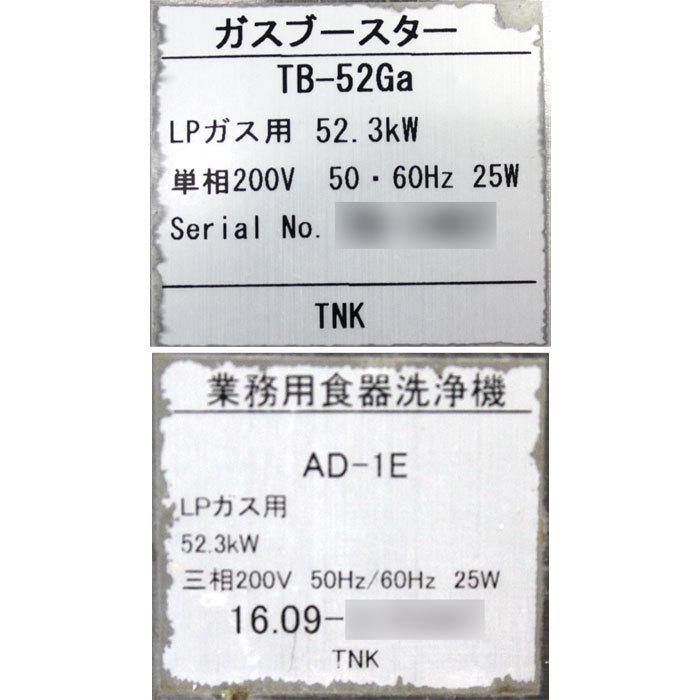 ガスブースター
TB-52Ga
LPガス用 52.3kW
単相200V 50・60Hz 25W
Serial No.
TNK
業務用食器洗浄機
AD-1E
LPガス用
52.3kW
三相200V 50Hz/60Hz 25W
16.09-
TNK